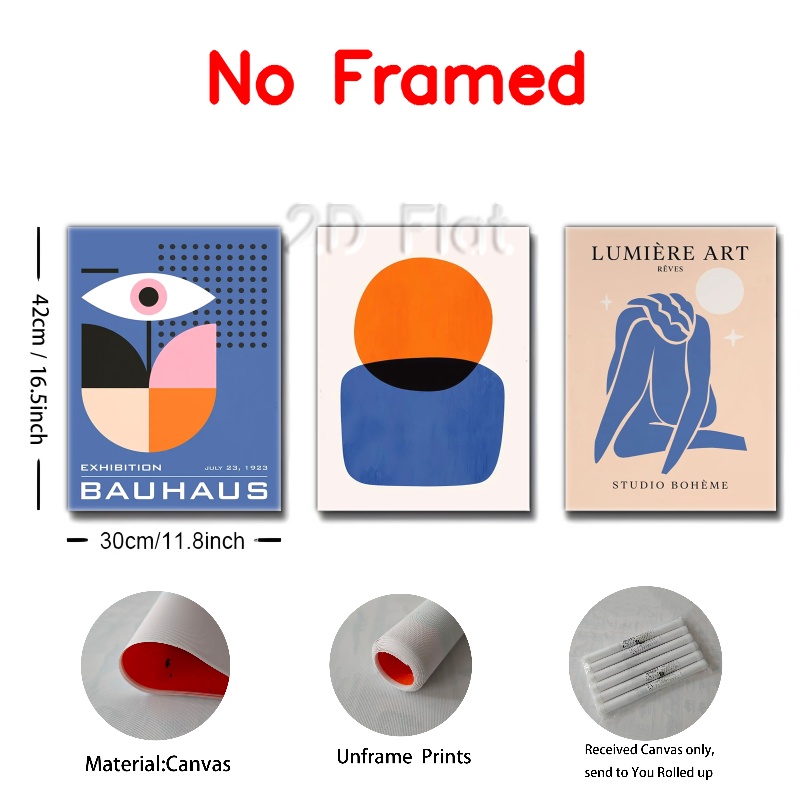 No Framed
2D Flat
42cm / 16.5inch
EXHIBITION
JULY 23, 1923
BAUHAUS
LUMIÈRE ART
RÊVES
STUDIO BOHÈME
30cm/11.8inch
Material:Canvas
Unframe Prints
Received Canvas only,
send to You Rolled up